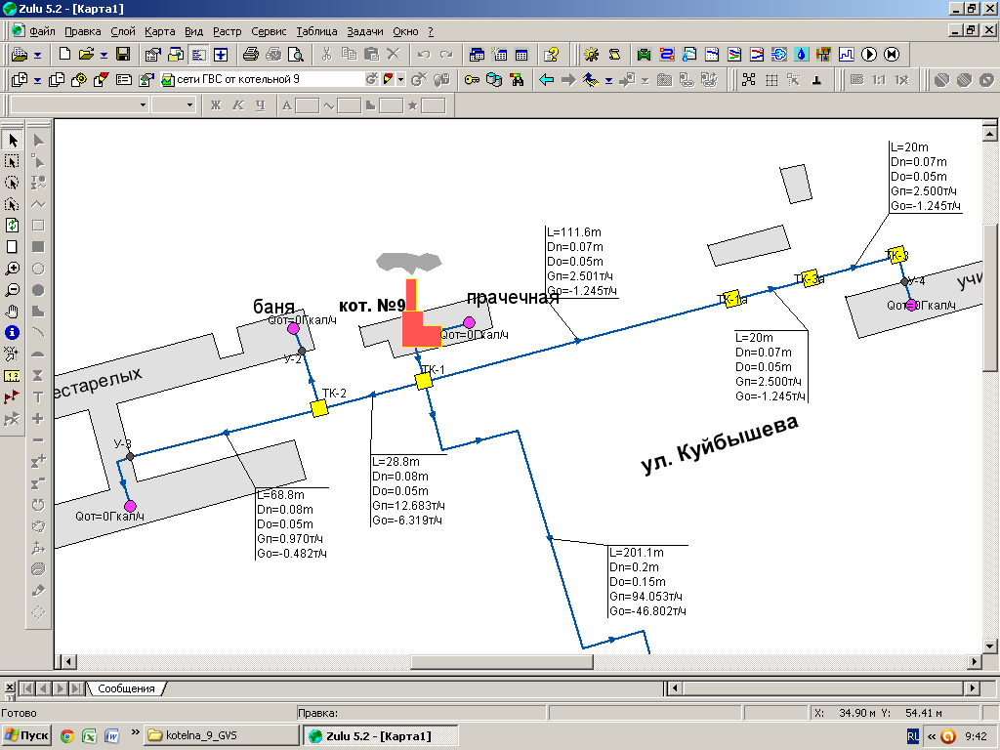 Zulu 5.2 - [Карта1]
Файл Правка Слой Карта Вид Растр Сервис Таблица Задачи Окно ?
сети ГВС от котельной 9
1:1
Ж К Ч
A
L=20m
Dn=0.07m
Do=0.05m
Gп=2.500т/ч
Go=-1.245т/ч
L=111.6m
Dn=0.07m
Do=0.05m
Gп=2.501т/ч
Go=-1.245т/ч
ТК-3
ТК-3а
У-4
учи
Qот=0Гкал/ч
ТК-1а
прачечная
кот. №9
баня
Qот=0Гкал/ч
Qот=0Гкал/ч
У-2
L=20m
Dn=0.07m
Do=0.05m
Gп=2.500т/ч
Go=-1.245т/ч
ТК-1
ТК-2
естарелых
ул. Куйбышева
У-3
Qот=0Гкал/ч
L=28.8m
Dn=0.08m
Do=0.05m
Gп=12.683т/ч
Go=-6.319т/ч
L=68.8m
Dn=0.08m
Do=0.05m
Gп=0.970т/ч
Go=-0.482т/ч
L=201.1m
Dn=0.2m
Do=0.15m
Gп=94.053т/ч
Go=-46.802т/ч
Сообщения
Готово Правка: X: 34.90 м Y: 54.41 м
Пуск » kotelna_9_GVS Zulu 5.2 - [Карта1] RU « 9:42